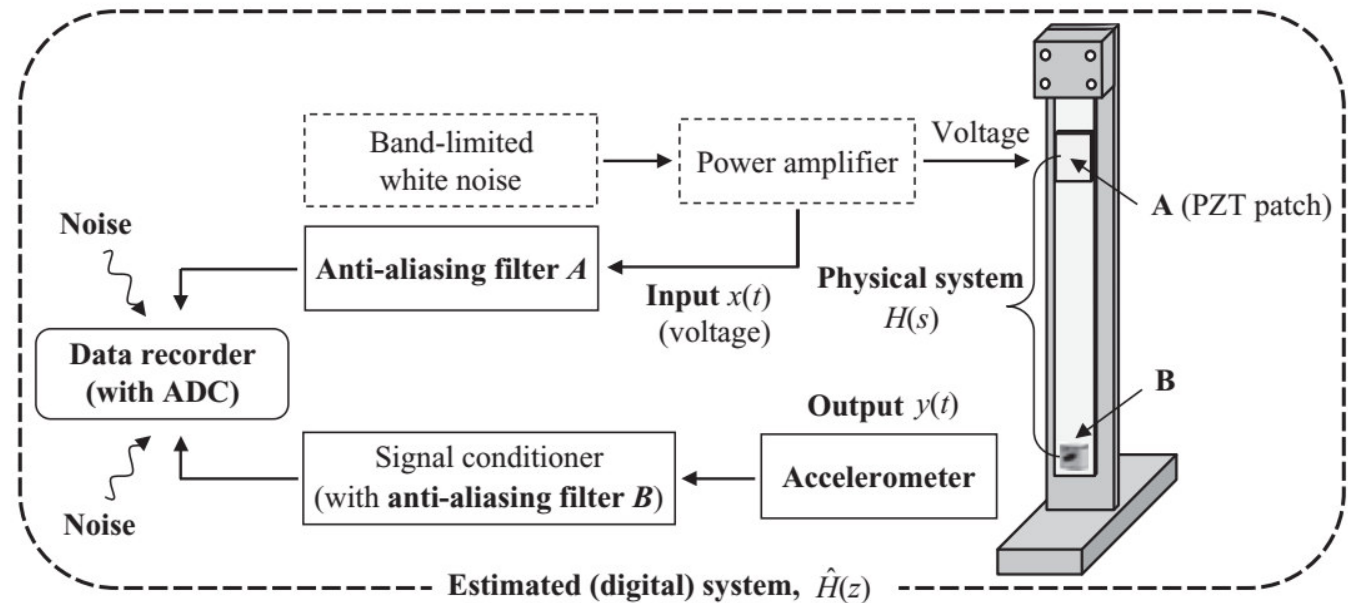 Band-limited
white noise
Power amplifier
Voltage
A (PZT patch)
Noise
Anti-aliasing filter A
Input x(t)
(voltage)
Physical system
H(s)
Data recorder
(with ADC)
B
Output y(t)
Signal conditioner
(with anti-aliasing filter B)
Accelerometer
Noise
Estimated (digital) system, Ĥ(z)